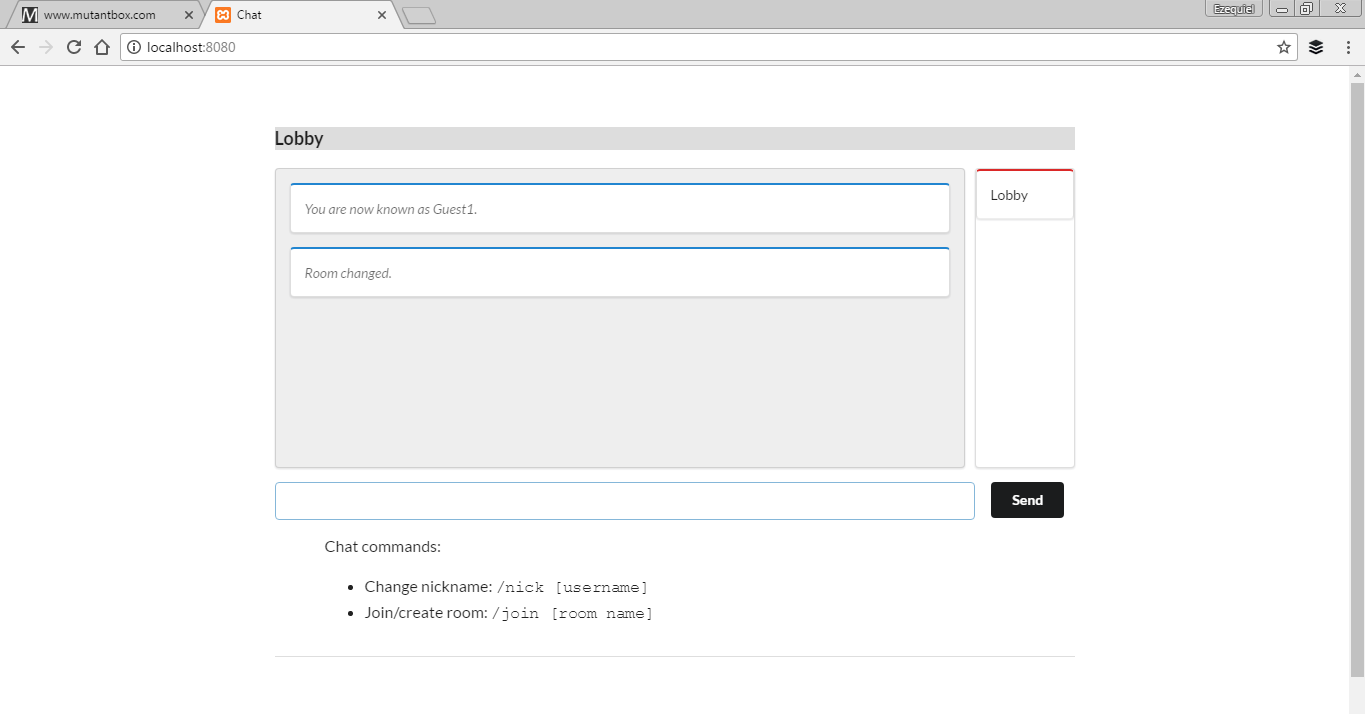 www.mutantbox.com
Chat
Ezequiel
localhost:8080
Lobby
You are now known as Guest1.
Lobby
Room changed.
Send
Chat commands:
Change nickname: /nick [username]
Join/create room: /join [room name]